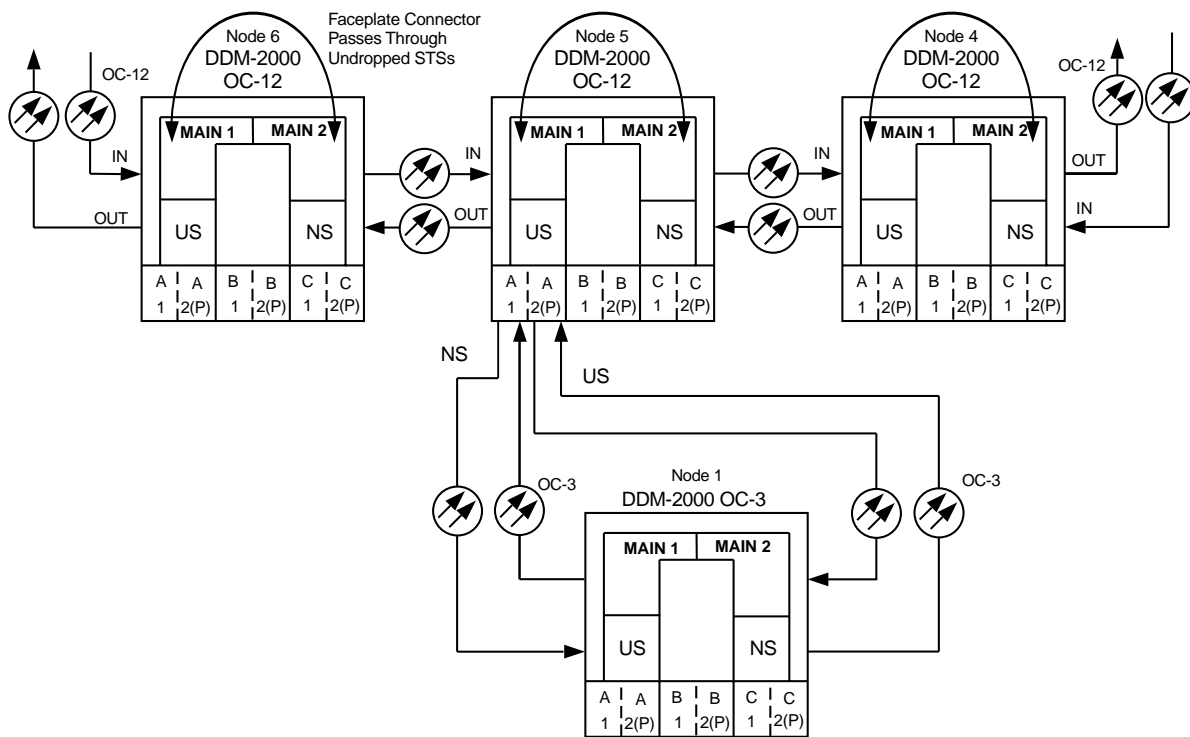 Faceplate Connector
Passes Through
Undropped STSs
Node 6
DDM-2000
OC-12
Node 5
DDM-2000
OC-12
Node 4
DDM-2000
OC-12
OC-12
OC-12
MAIN 1 MAIN 2
MAIN 1 MAIN 2
MAIN 1 MAIN 2
IN
IN
IN
OUT
OUT
OUT
OUT
IN
US NS
US NS
US NS
A A B B C C
1 2(P) 1 2(P) 1 2(P)
A A B B C C
1 2(P) 1 2(P) 1 2(P)
A A B B C C
1 2(P) 1 2(P) 1 2(P)
NS
US
OC-3
Node 1
DDM-2000 OC-3
OC-3
MAIN 1 MAIN 2
US NS
A A B B C C
1 2(P) 1 2(P) 1 2(P)